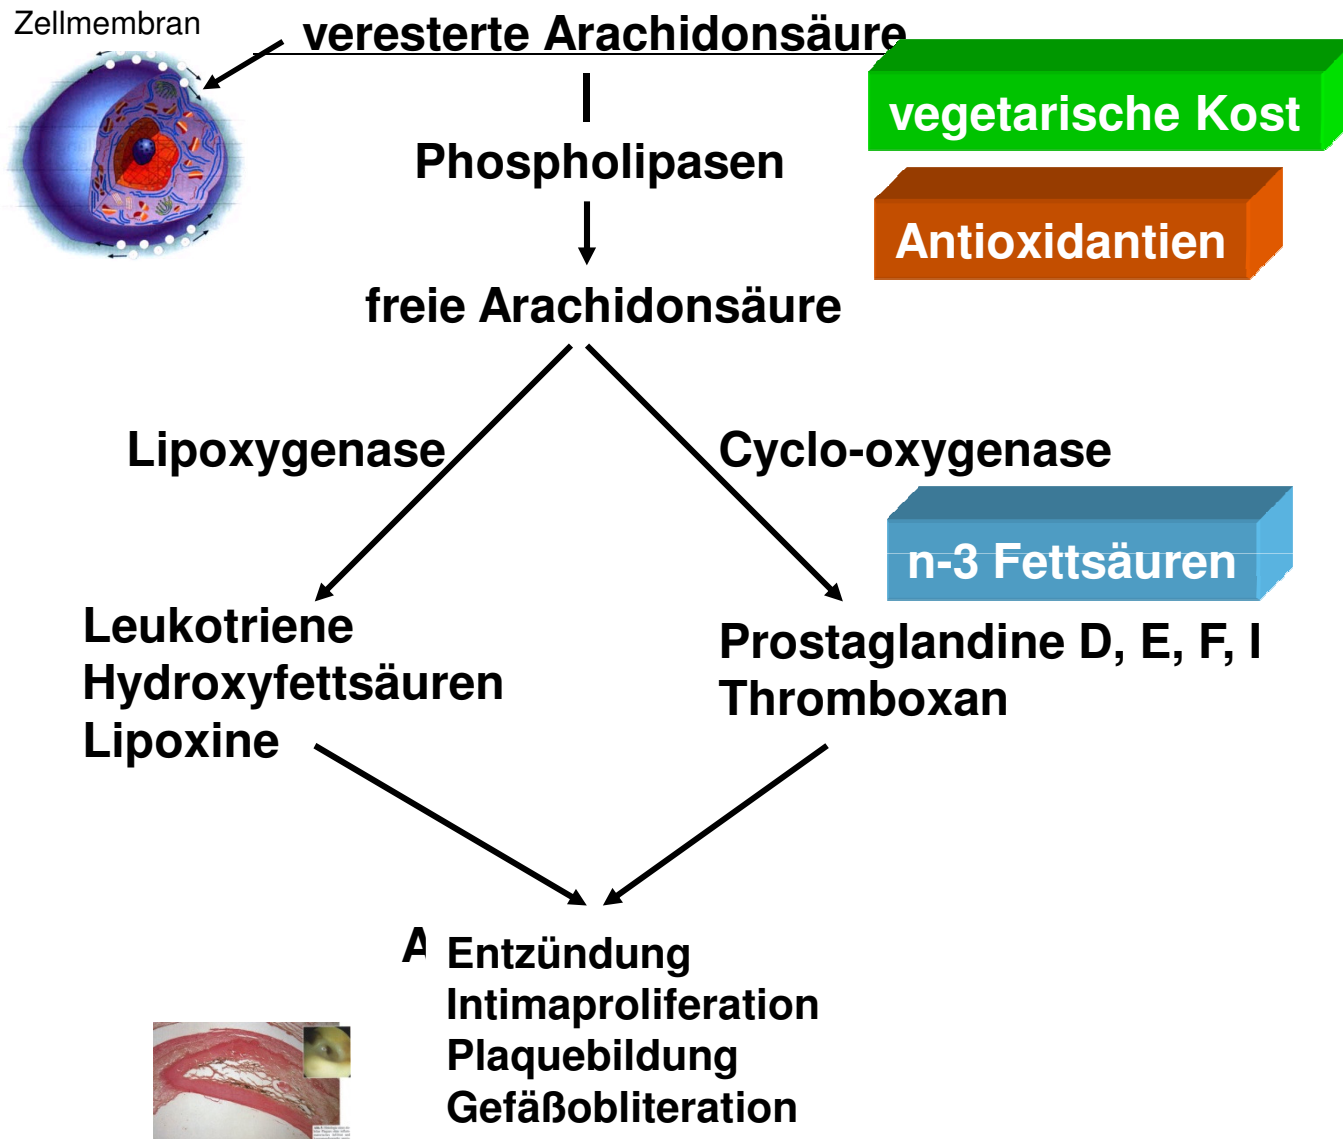 Zellmembran
veresterte Arachidonsäure
vegetarische Kost
Phospholipasen
Antioxidantien
freie Arachidonsäure
Lipoxygenase
Cyclo-oxygenase
n-3 Fettsäuren
Leukotriene
Hydroxyfettsäuren
Lipoxine
Prostaglandine D, E, F, I
Thromboxan
A
Entzündung
Intimaproliferation
Plaquebildung
Gefäßobliteration